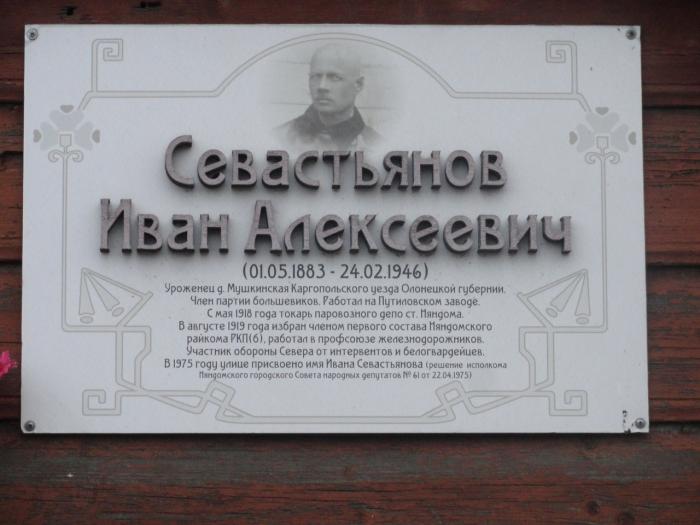 Севастьянов
Иван Алексеевич
(01.05.1883 - 24.02.1946)
Уроженец д. Мушкинская Каргопольского уезда Олонецкой губернии.
Член партии большевиков. Работал на Путиловском заводе.
С мая 1918 года токарь паровозного депо ст. Няндома.
В августе 1919 года избран членом первого состава Няндомского
райкома РКП(б), работал в профсоюзе железнодорожников.
Участник обороны Севера от интервентов и белогвардейцев.
В 1975 году улице присвоено имя Ивана Севастьянова (решение исполкома
Няндомского городского Совета народных депутатов № 61 от 22.04.1975)